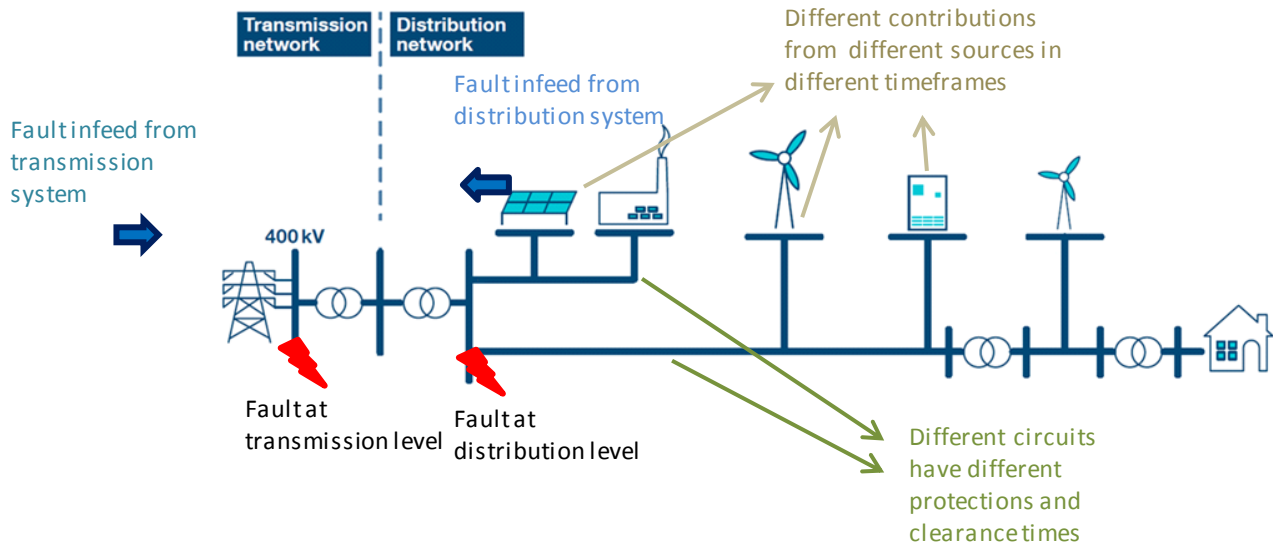 Transmission
network
Distribution
network
Different contributions
from different sources in
different timeframes
Fault infeed from
distribution system
Fault infeed from
transmission
system
400 kV
Fault at
transmission level
Fault at
distribution level
Different circuits
have different
protections and
clearance times